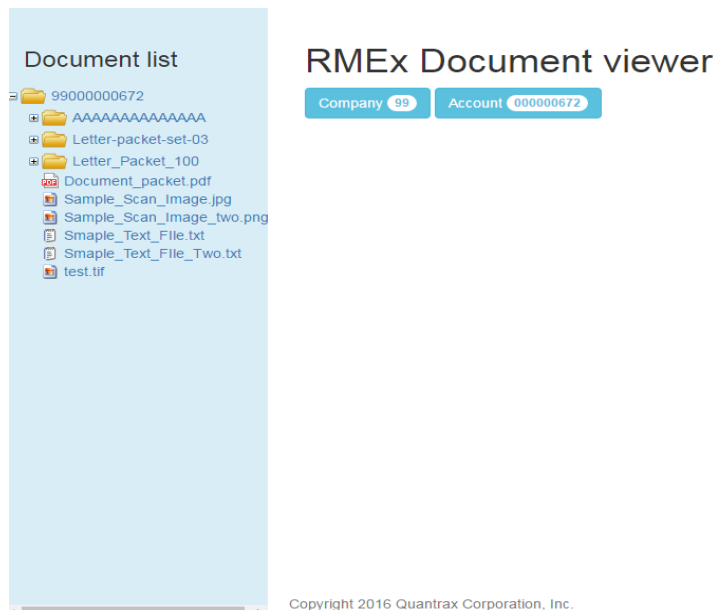 Document list
99000000672
AAAAAAAAAAAAAA
Letter-packet-set-03
Letter_Packet_100
Document_packet.pdf
Sample_Scan_Image.jpg
Sample_Scan_Image_two.png
Smaple_Text_FIle.txt
Smaple_Text_FIle_Two.txt
test.tif
RMEx Document viewer
Company 99 Account 000000672
Copyright 2016 Quantrax Corporation, Inc.